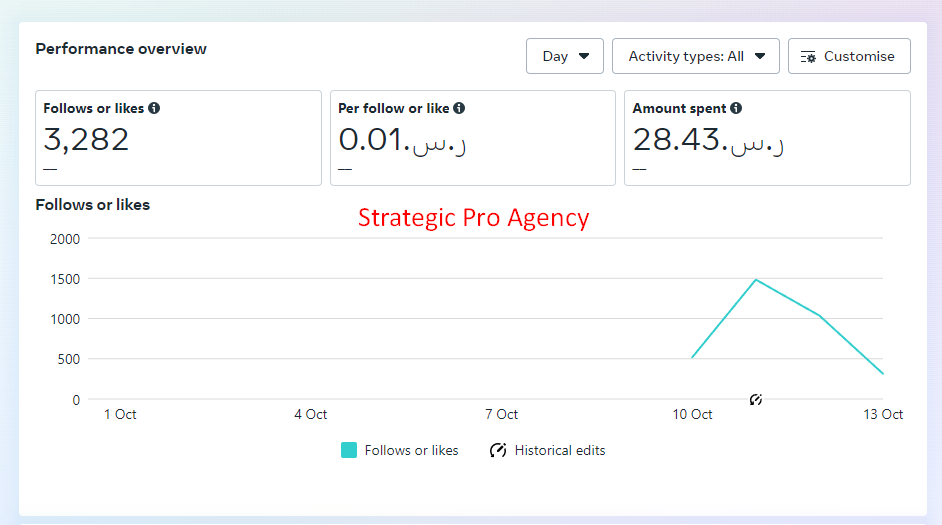 Performance overview
Day
Activity types: All
Customise
Follows or likes
3,282
—
Per follow or like
0.01.ر.س
—
Amount spent
28.43.ر.س
—
Follows or likes
Strategic Pro Agency
2000
1500
1000
500
0
1 Oct
4 Oct
7 Oct
10 Oct
13 Oct
Follows or likes
Historical edits